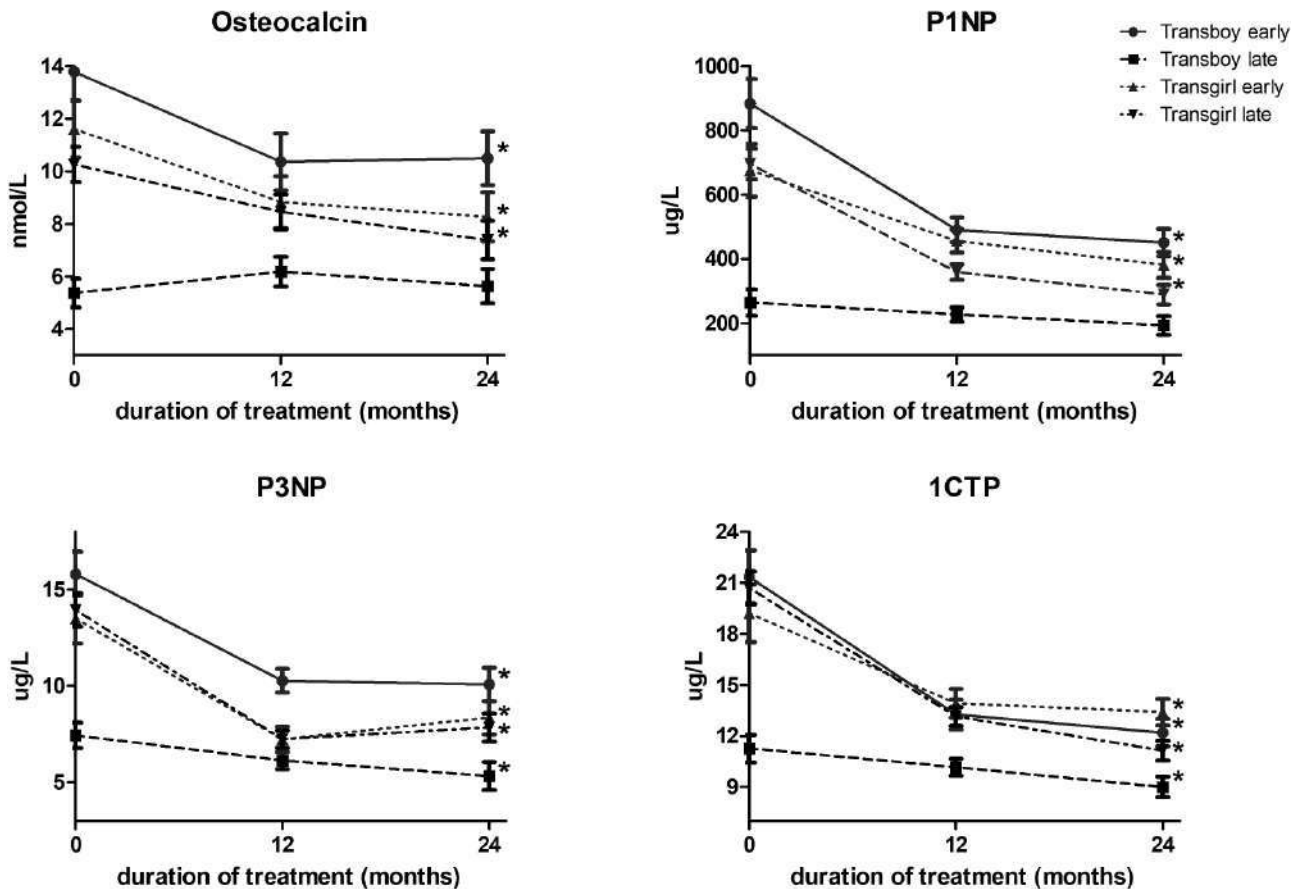 Osteocalcin
14
12
10
8
6
4
nmol/L
0
12
24
duration of treatment (months)
*
*
*
P1NP
1000
800
600
400
200
ug/L
0
12
24
duration of treatment (months)
*
*
*
Transboy early
Transboy late
Transgirl early
Transgirl late
P3NP
15
10
5
ug/L
0
12
24
duration of treatment (months)
*
*
*
*
1CTP
24
21
18
15
12
9
ug/L
0
12
24
duration of treatment (months)
*
*
*
*